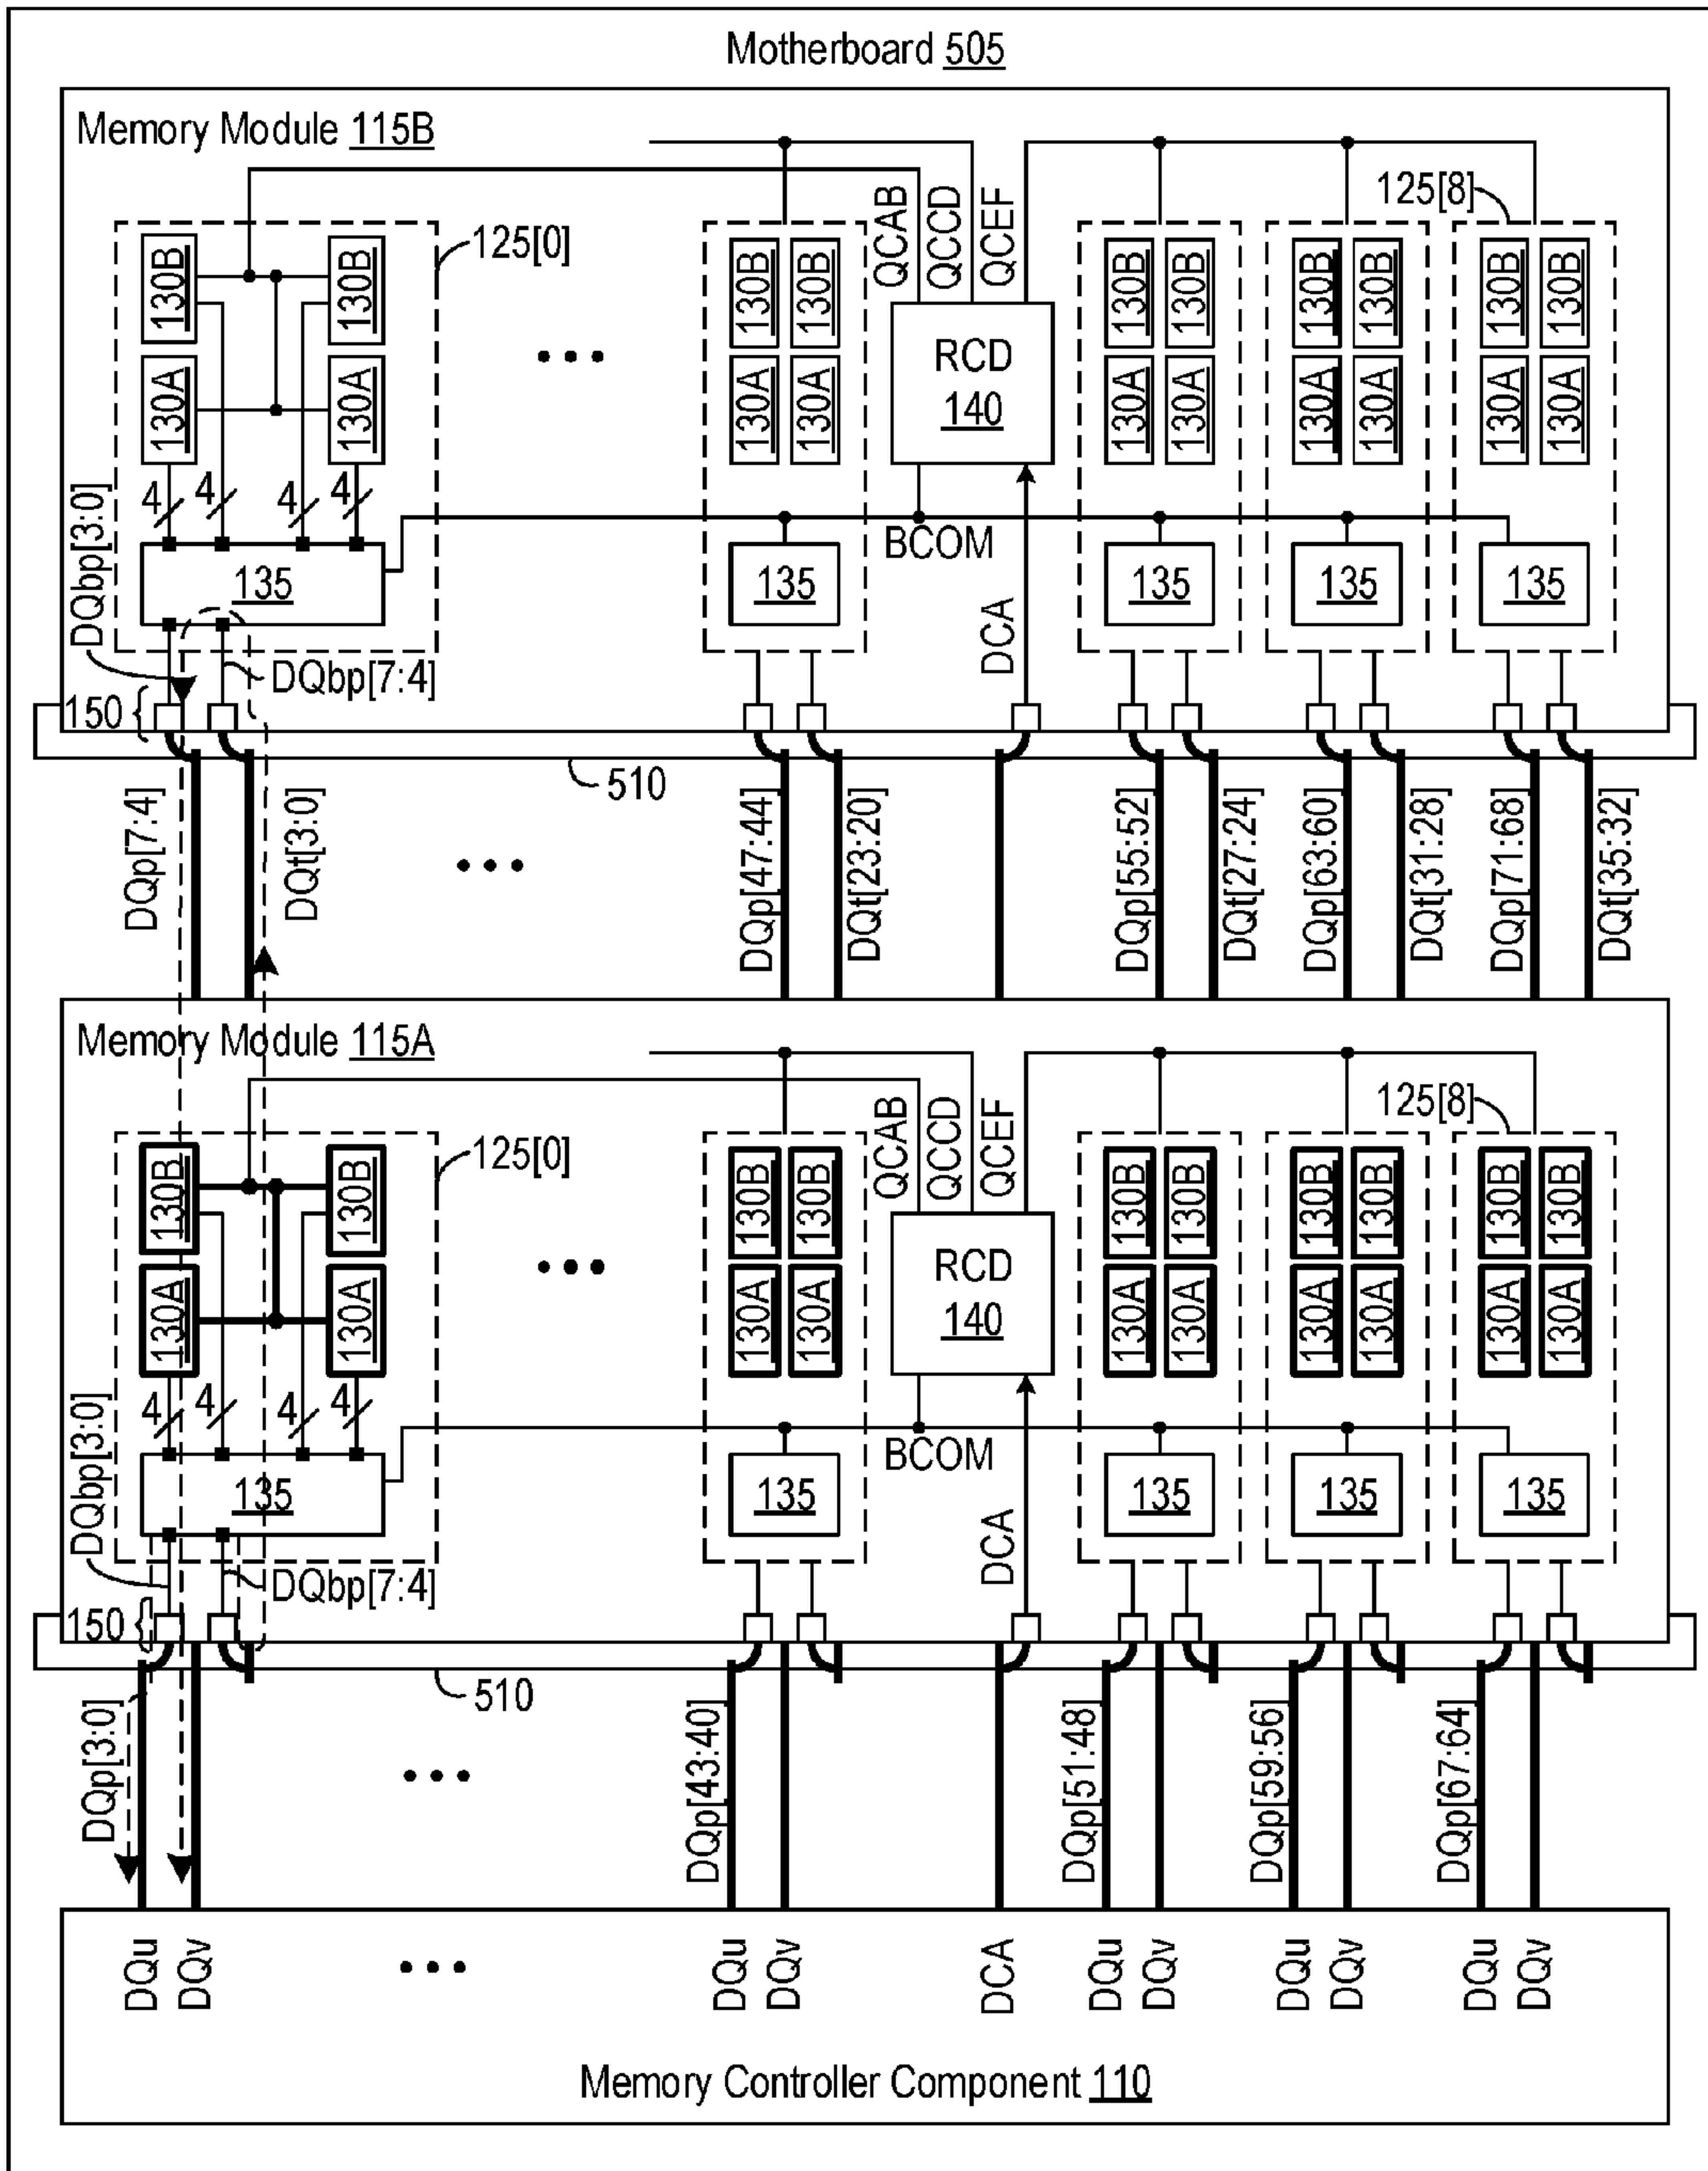 Motherboard 505
Memory Module 115B
QCAB
QCCD
QCEF
125[0]
125[8]
130B
130B
130B
130B
130B
130B
130B
130B
130B
130B
130A
130A
130A
130A
130A
130A
130A
130A
130A
130A
RCD
140
4
4
4
4
DQbp[3:0]
BCOM
135
135
135
135
135
DCA
DQbp[7:4]
150
510
DQp[7:4]
DQt[3:0]
DQp[47:44]
DQt[23:20]
DQp[55:52]
DQt[27:24]
DQp[63:60]
DQt[31:28]
DQp[71:68]
DQt[35:32]
Memory Module 115A
QCAB
QCCD
QCEF
125[0]
125[8]
130B
130B
130B
130B
130B
130B
130B
130B
130B
130B
130A
130A
130A
130A
130A
130A
130A
130A
130A
130A
RCD
140
4
4
4
4
DQbp[3:0]
BCOM
135
135
135
135
135
DCA
DQbp[7:4]
150
510
DQp[3:0]
DQp[43:40]
DQp[51:48]
DQp[59:56]
DQp[67:64]
DQu
DQv
DQu
DQv
DCA
DQu
DQv
DQu
DQv
DQu
DQv
Memory Controller Component 110